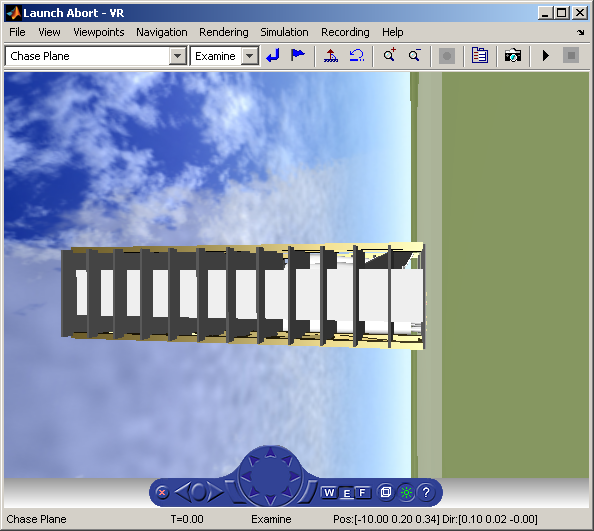 Launch Abort - VR
File View Viewpoints Navigation Rendering Simulation Recording Help
Chase Plane Examine
W E F ?
Chase Plane T=0.00 Examine Pos:[-10.00 0.20 0.34] Dir:[0.10 0.02 -0.00]